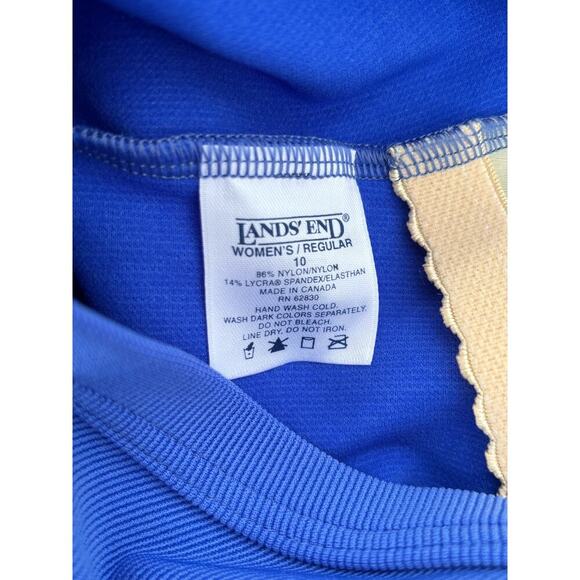 LANDS' END®
WOMEN'S / REGULAR
10
86% NYLON/NYLON
14% LYCRA® SPANDEX/ELASTHAN
MADE IN CANADA
RN 62830
HAND WASH COLD.
WASH DARK COLORS SEPARATELY.
DO NOT BLEACH.
LINE DRY, DO NOT IRON.